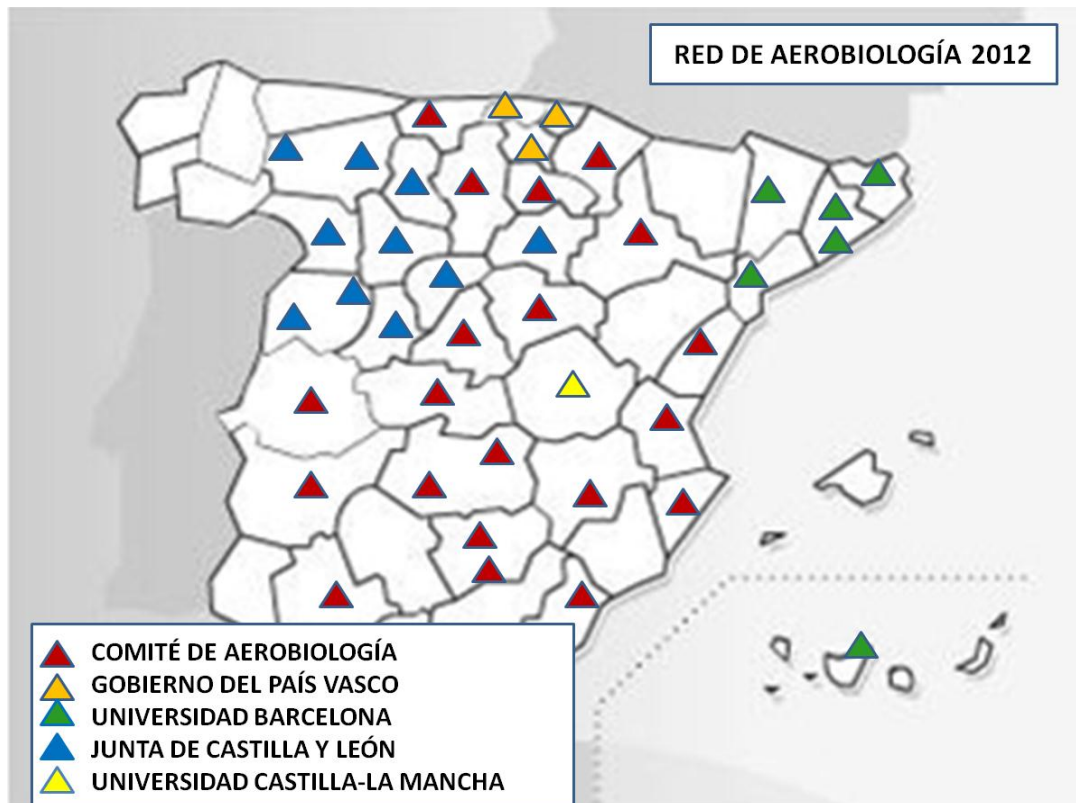 RED DE AEROBIOLOGÍA 2012
COMITÉ DE AEROBIOLOGÍA
GOBIERNO DEL PAÍS VASCO
UNIVERSIDAD BARCELONA
JUNTA DE CASTILLA Y LEÓN
UNIVERSIDAD CASTILLA-LA MANCHA